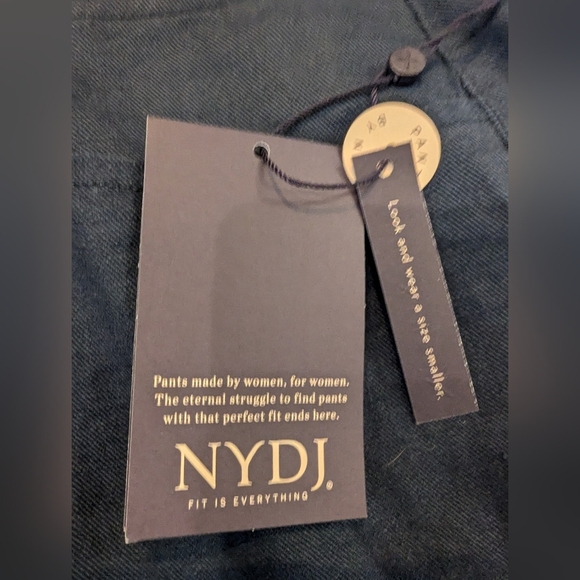 Look and wear a size smaller.
Pants made by women, for women.
The eternal struggle to find pants
with that perfect fit ends here.
NYDJ®
FIT IS EVERYTHING